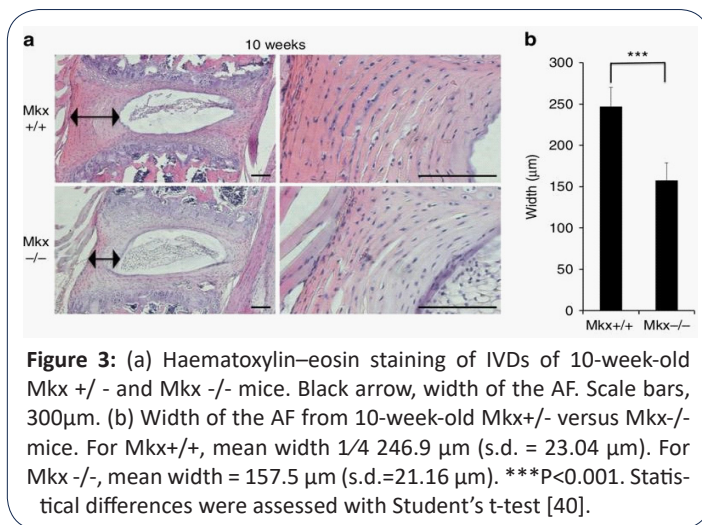 a
10 weeks
Mkx
+/+
Mkx
−/−
b
***
300
250
200
150
100
50
0
Width (µm)
Mkx+/+ Mkx−/−
Figure 3: (a) Haematoxylin–eosin staining of IVDs of 10-week-old
Mkx +/ - and Mkx -/- mice. Black arrow, width of the AF. Scale bars,
300µm. (b) Width of the AF from 10-week-old Mkx+/- versus Mkx-/-
mice. For Mkx+/+, mean width 1⁄4 246.9 µm (s.d. = 23.04 µm). For
Mkx -/-, mean width = 157.5 µm (s.d.=21.16 µm). ***P<0.001. Statis-
tical differences were assessed with Student's t-test [40].